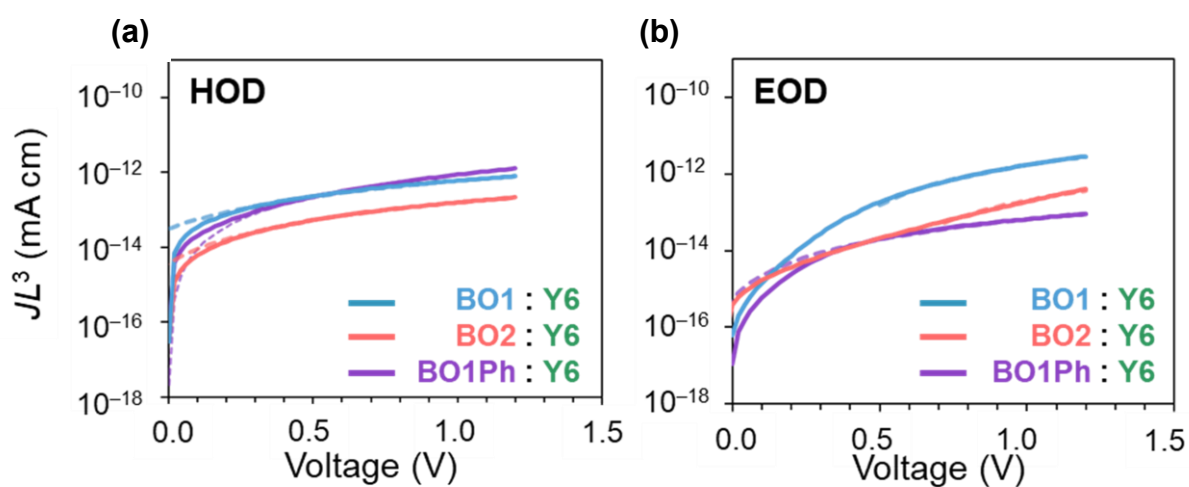 (a)
HOD
JL³ (mA cm)
10⁻¹⁰
10⁻¹²
10⁻¹⁴
10⁻¹⁶
10⁻¹⁸
BO1 : Y6
BO2 : Y6
BO1Ph : Y6
0.0 0.5 1.0 1.5
Voltage (V)
(b)
EOD
10⁻¹⁰
10⁻¹²
10⁻¹⁴
10⁻¹⁶
10⁻¹⁸
BO1 : Y6
BO2 : Y6
BO1Ph : Y6
0.0 0.5 1.0 1.5
Voltage (V)